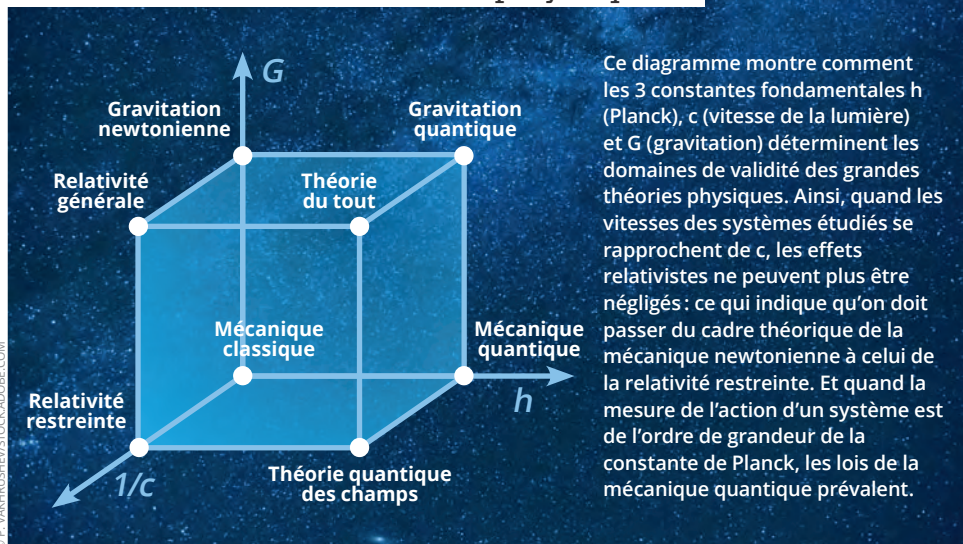 G
Gravitation
newtonienne
Gravitation
quantique
Relativité
générale
Théorie
du tout
Mécanique
classique
Mécanique
quantique
h
Relativité
restreinte
1/c
Théorie quantique
des champs
Ce diagramme montre comment
les 3 constantes fondamentales h
(Planck), c (vitesse de la lumière)
et G (gravitation) déterminent les
domaines de validité des grandes
théories physiques. Ainsi, quand les
vitesses des systèmes étudiés se
rapprochent de c, les effets
relativistes ne peuvent plus être
négligés : ce qui indique qu’on doit
passer du cadre théorique de la
mécanique newtonienne à celui de
la relativité restreinte. Et quand la
mesure de l’action d’un système est
de l’ordre de grandeur de la
constante de Planck, les lois de la
mécanique quantique prévalent.
P. VAKHRUSHEV/STOCK.ADOBE.COM